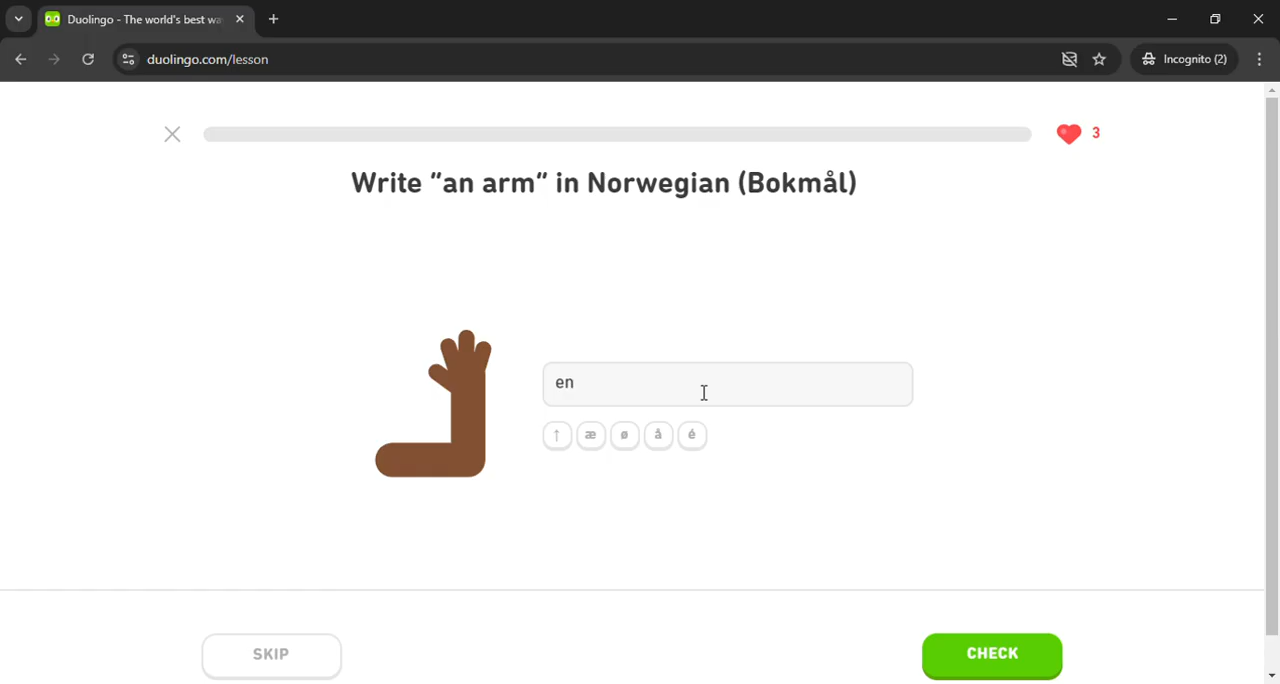 Duolingo - The world's best wa
duolingo.com/lesson
Incognito (2)
3
Write “an arm” in Norwegian (Bokmål)
en
↑ æ ø å é
SKIP
CHECK